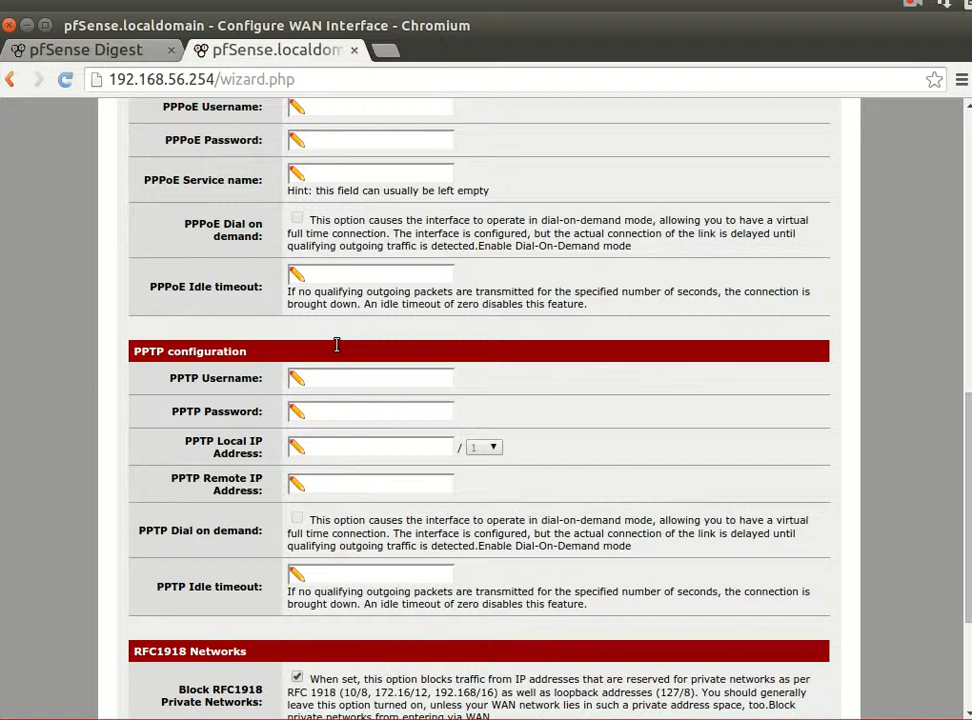 pfSense.localdomain - Configure WAN Interface - Chromium
pfSense Digest × pfSense.localdom ×
192.168.56.254/wizard.php
PPPoE Username:
PPPoE Password:
PPPoE Service name:
Hint: this field can usually be left empty
PPPoE Dial on
demand:
This option causes the interface to operate in dial-on-demand mode, allowing you to have a virtual
full time connection. The interface is configured, but the actual connection of the link is delayed until
qualifying outgoing traffic is detected.Enable Dial-On-Demand mode
PPPoE Idle timeout:
If no qualifying outgoing packets are transmitted for the specified number of seconds, the connection is
brought down. An idle timeout of zero disables this feature.
PPTP configuration
PPTP Username:
PPTP Password:
PPTP Local IP
Address:
/ 1
PPTP Remote IP
Address:
PPTP Dial on demand:
This option causes the interface to operate in dial-on-demand mode, allowing you to have a virtual
full time connection. The interface is configured, but the actual connection of the link is delayed until
qualifying outgoing traffic is detected.Enable Dial-On-Demand mode
PPTP Idle timeout:
If no qualifying outgoing packets are transmitted for the specified number of seconds, the connection is
brought down. An idle timeout of zero disables this feature.
RFC1918 Networks
Block RFC1918
Private Networks:
When set, this option blocks traffic from IP addresses that are reserved for private networks as per
RFC 1918 (10/8, 172.16/12, 192.168/16) as well as loopback addresses (127/8). You should generally
leave this option turned on, unless your WAN network lies in such a private address space, too.Block
private networks from entering via WAN